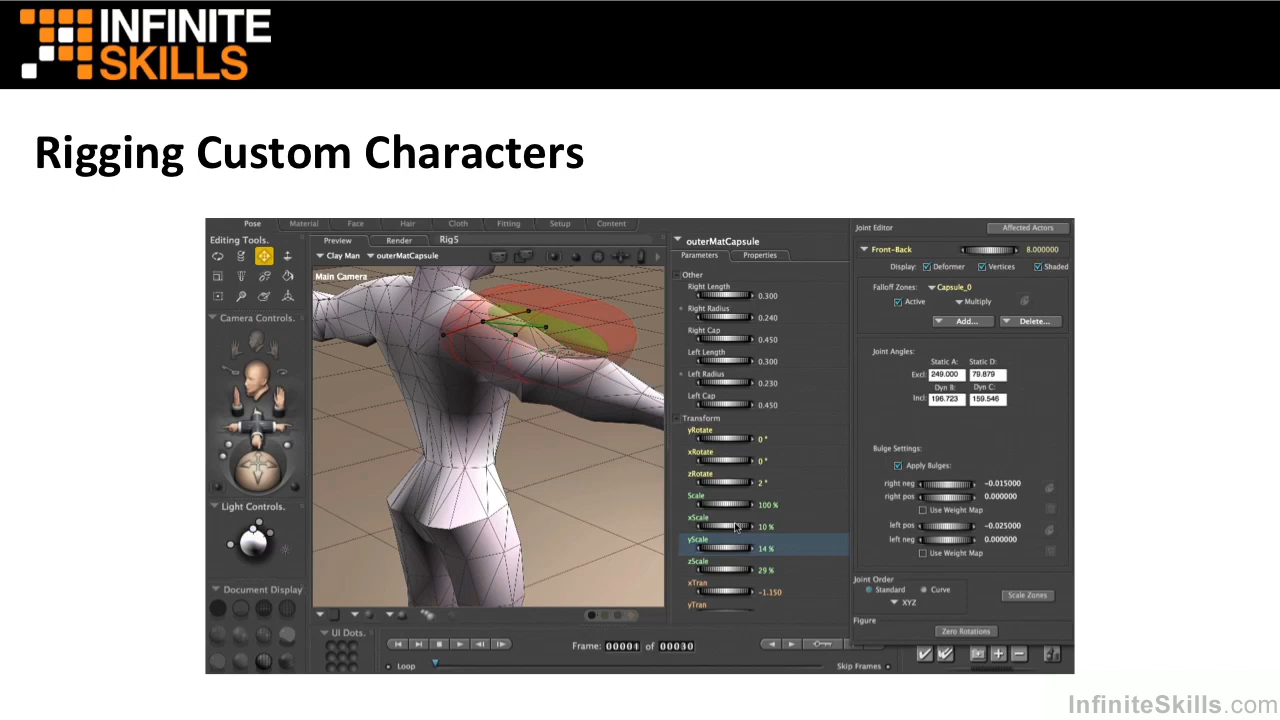 INFINITE
SKILLS
Rigging Custom Characters
Pose Material Face Hair Cloth Fitting Setup Content
Editing Tools.
Preview Render Rig5
Clay Man outerMatCapsule
Main Camera
Camera Controls.
Light Controls.
Document Display
UI Dots.
Frame: 00001 of 00030
Loop
Skip Frames
outerMatCapsule
Parameters Properties
Other
Right Length
0.300
Right Radius
0.240
Right Cap
0.450
Left Length
0.300
Left Radius
0.230
Left Cap
0.450
Transform
yRotate
0 °
xRotate
0 °
zRotate
2 °
Scale
100 %
xScale
10 %
yScale
14 %
zScale
29 %
xTran
-1.150
yTran
Joint Editor Affected Actors
Front-Back 8.000000
Display: Deformer Vertices Shaded
Falloff Zones: Capsule_0
Active Multiply
Add... Delete...
Joint Angles:
Static A: Static D:
Excl: 249.000 79.879
Dyn B: Dyn C:
Incl: 196.723 159.546
Bulge Settings:
Apply Bulges:
right neg -0.015000
right pos 0.000000
Use Weight Map
left pos -0.025000
left neg 0.000000
Use Weight Map
Joint Order
Standard Curve
XYZ
Scale Zones
Figure
Zero Rotations
InfiniteSkills.com